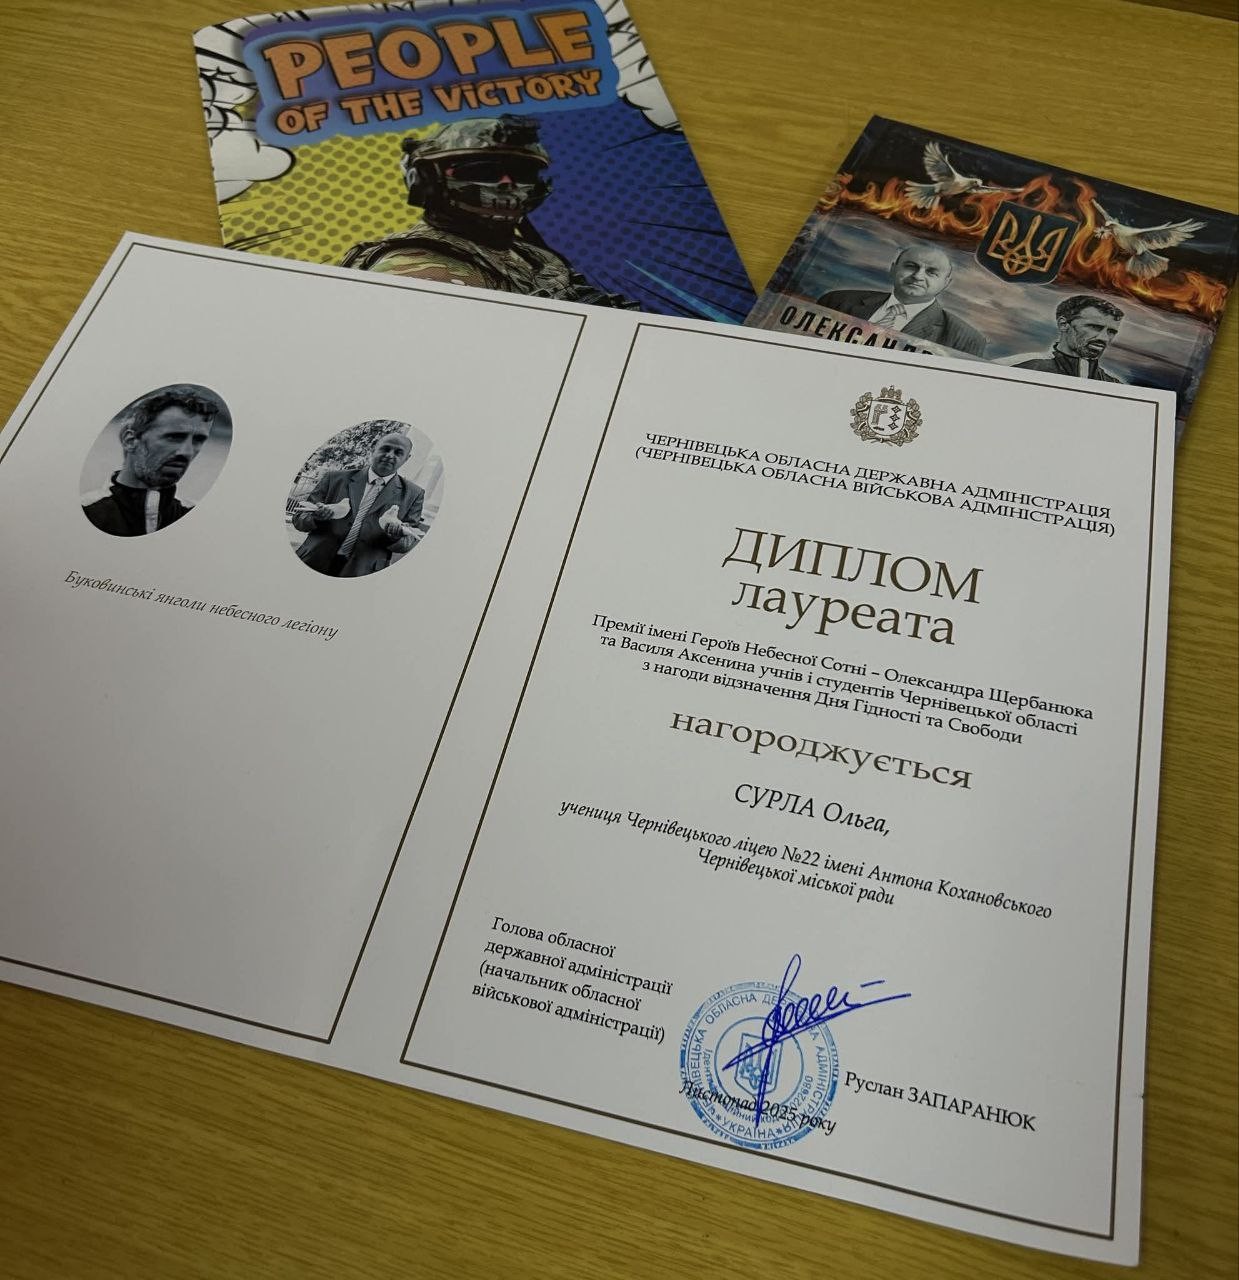 PEOPLE
OF THE VICTORY
ОЛЕКСАНД
Буковинські янголи небесного легіону
ЧЕРНІВЕЦЬКА ОБЛАСНА ДЕРЖАВНА АДМІНІСТРАЦІЯ
(ЧЕРНІВЕЦЬКА ОБЛАСНА ВІЙСЬКОВА АДМІНІСТРАЦІЯ)
ДИПЛОМ
лауреата
Премії імені Героїв Небесної Сотні – Олександра Щербанюка
та Василя Аксенина учнів і студентів Чернівецької області
з нагоди відзначення Дня Гідності та Свободи
нагороджується
СУРЛА Ольга,
учениця Чернівецького ліцею №22 імені Антона Кохановського
Чернівецької міської ради
Голова обласної
державної адміністрації
(начальник обласної
військової адміністрації)
Руслан ЗАПАРАНЮК
Листопад 2025 року
УКРАЇНА